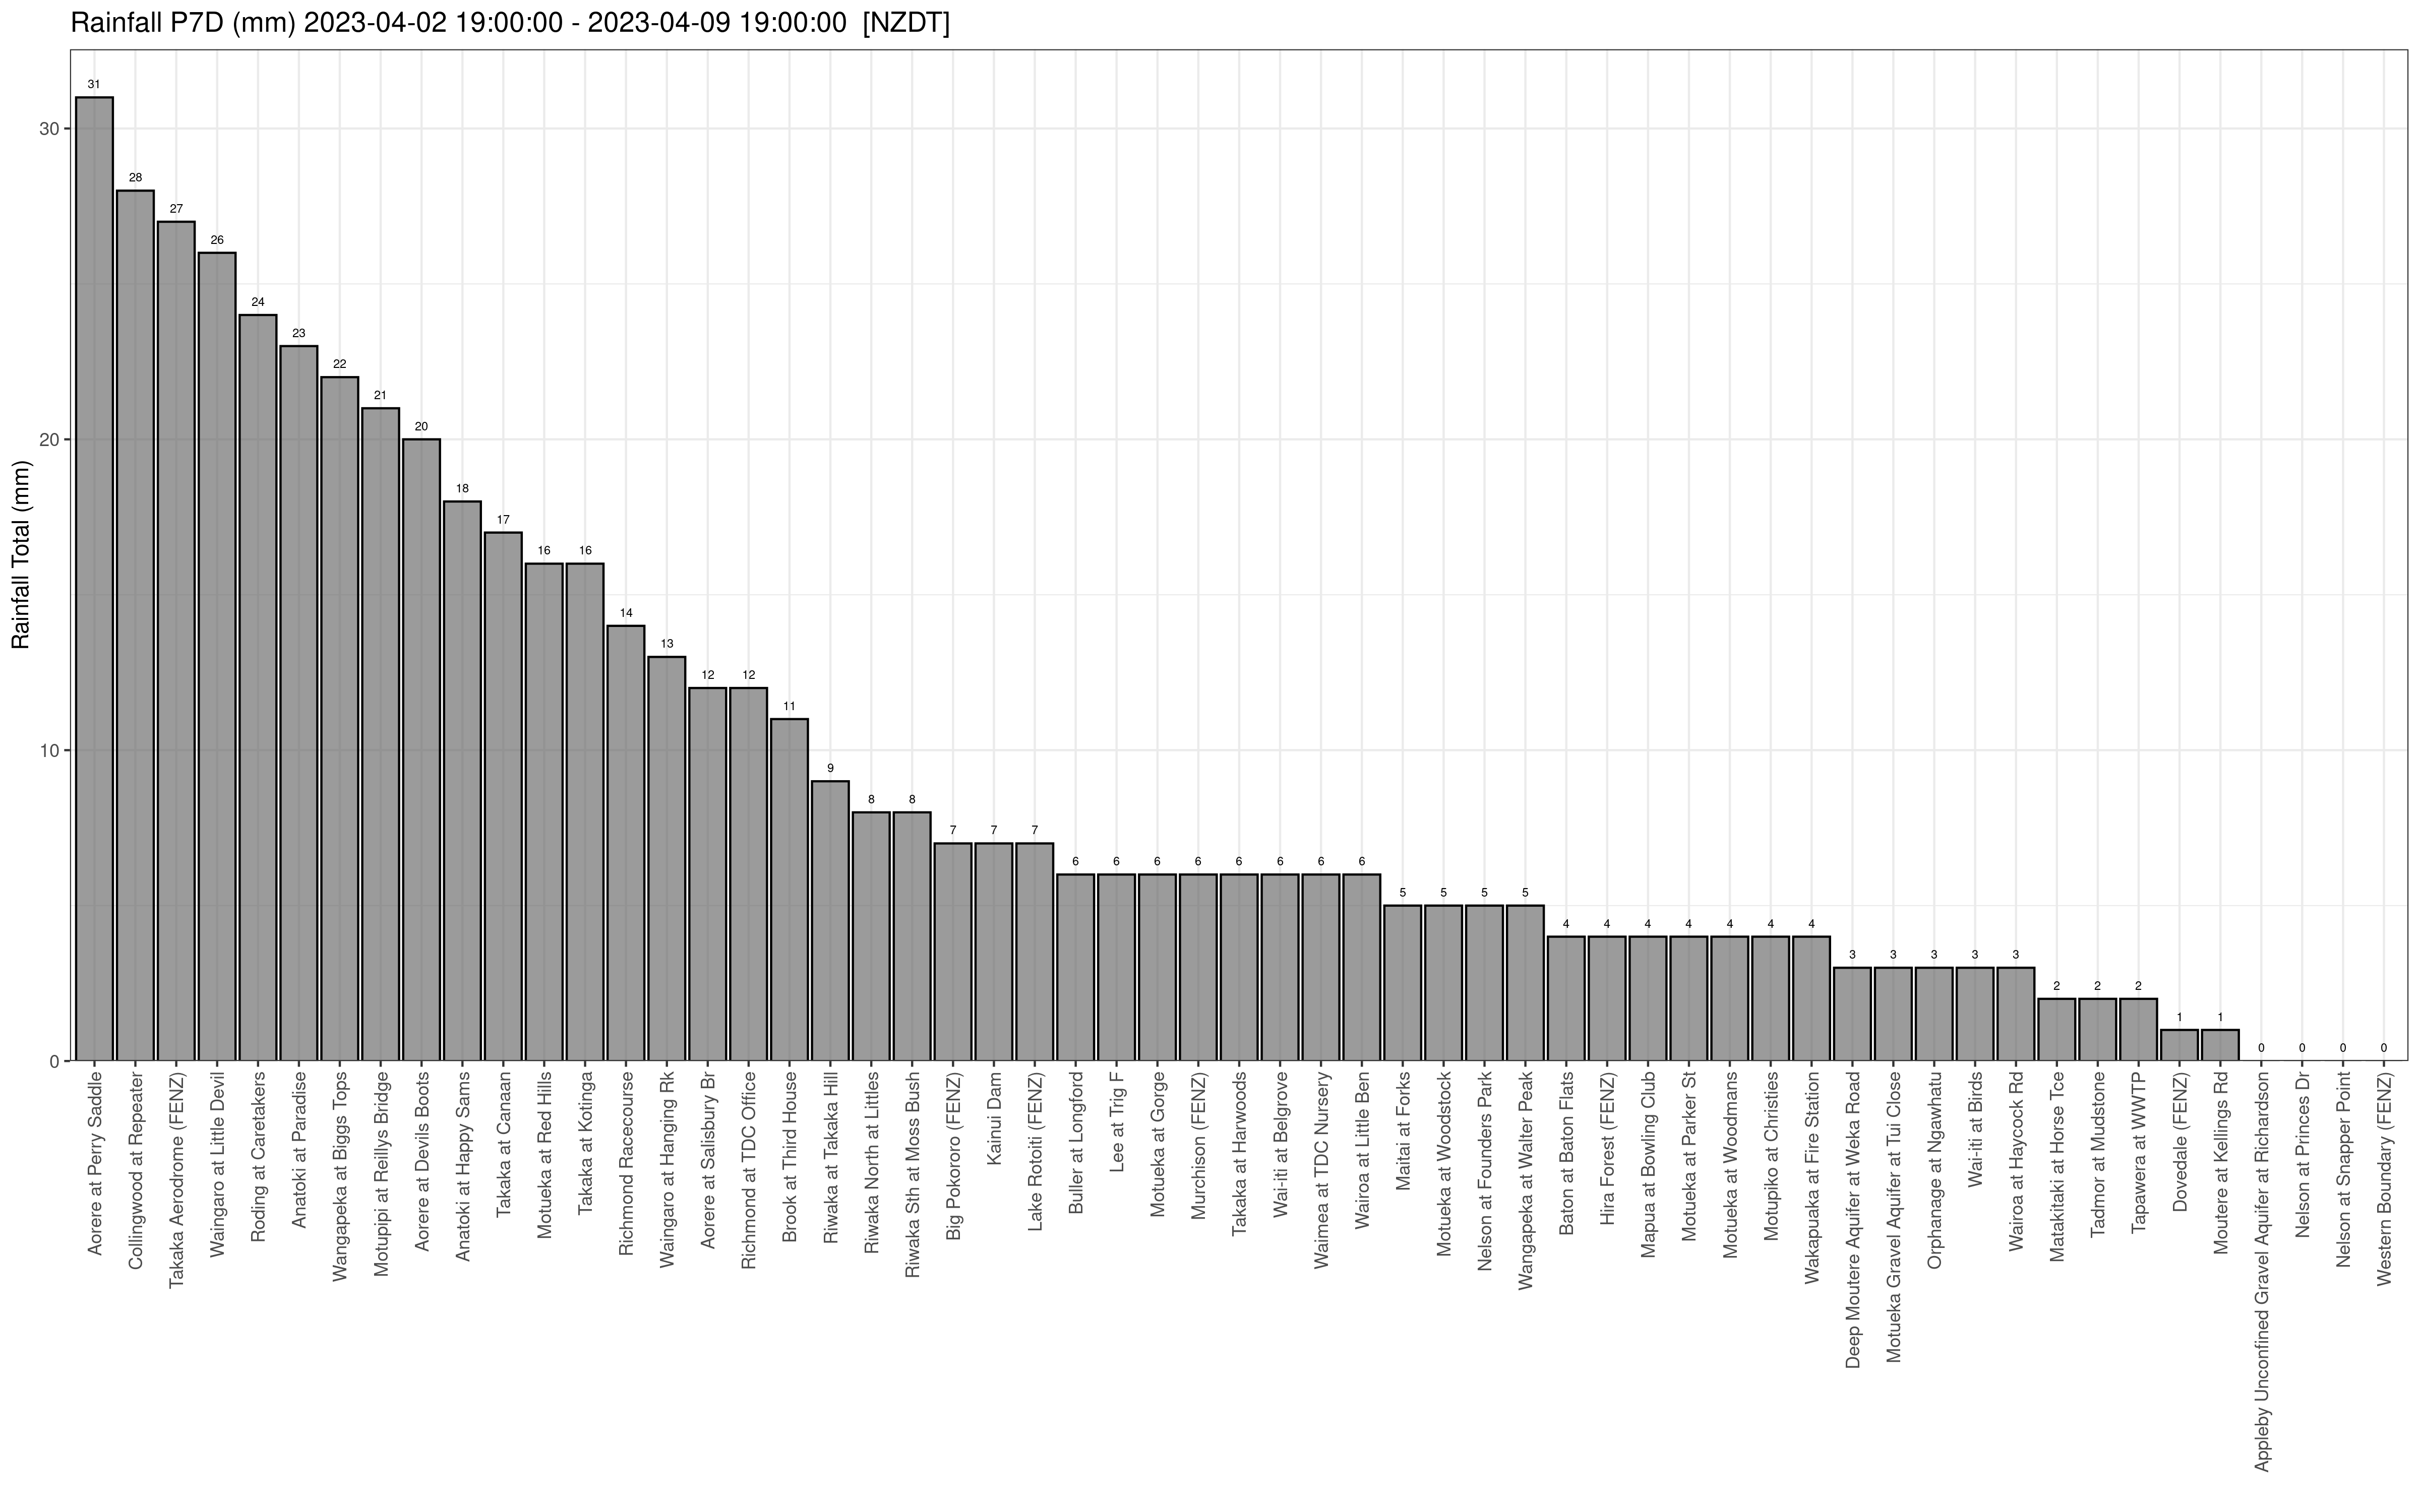 Rainfall P7D (mm) 2023-04-02 19:00:00 - 2023-04-09 19:00:00 [NZDT]
Rainfall Total (mm)
30
20
10
0
31
28
27
26
24
23
22
21
20
18
17
16
16
14
13
12
12
11
9
8
8
7
7
7
6
6
6
6
6
6
6
6
5
5
5
5
4
4
4
4
4
4
4
3
3
3
3
3
2
2
2
1
1
0
0
0
0
Aorere at Perry Saddle
Collingwood at Repeater
Takaka Aerodrome (FENZ)
Waingaro at Little Devil
Roding at Caretakers
Anatoki at Paradise
Wangapeka at Biggs Tops
Motupipi at Reillys Bridge
Aorere at Devils Boots
Anatoki at Happy Sams
Takaka at Canaan
Motueka at Red Hills
Takaka at Kotinga
Richmond Racecourse
Waingaro at Hanging Rk
Aorere at Salisbury Br
Richmond at TDC Office
Brook at Third House
Riwaka at Takaka Hill
Riwaka North at Littles
Riwaka Sth at Moss Bush
Big Pokororo (FENZ)
Kainui Dam
Lake Rotoiti (FENZ)
Buller at Longford
Lee at Trig F
Motueka at Gorge
Murchison (FENZ)
Takaka at Harwoods
Wai-iti at Belgrove
Waimea at TDC Nursery
Wairoa at Little Ben
Maitai at Forks
Motueka at Woodstock
Nelson at Founders Park
Wangapeka at Walter Peak
Baton at Baton Flats
Hira Forest (FENZ)
Mapua at Bowling Club
Motueka at Parker St
Motueka at Woodmans
Motupiko at Christies
Wakapuaka at Fire Station
Deep Moutere Aquifer at Weka Road
Motueka Gravel Aquifer at Tui Close
Orphanage at Ngawhatu
Wai-iti at Birds
Wairoa at Haycock Rd
Matakitaki at Horse Tce
Tadmor at Mudstone
Tapawera at WWTP
Dovedale (FENZ)
Moutere at Kellings Rd
Appleby Unconfined Gravel Aquifer at Richardson
Nelson at Princes Dr
Nelson at Snapper Point
Western Boundary (FENZ)